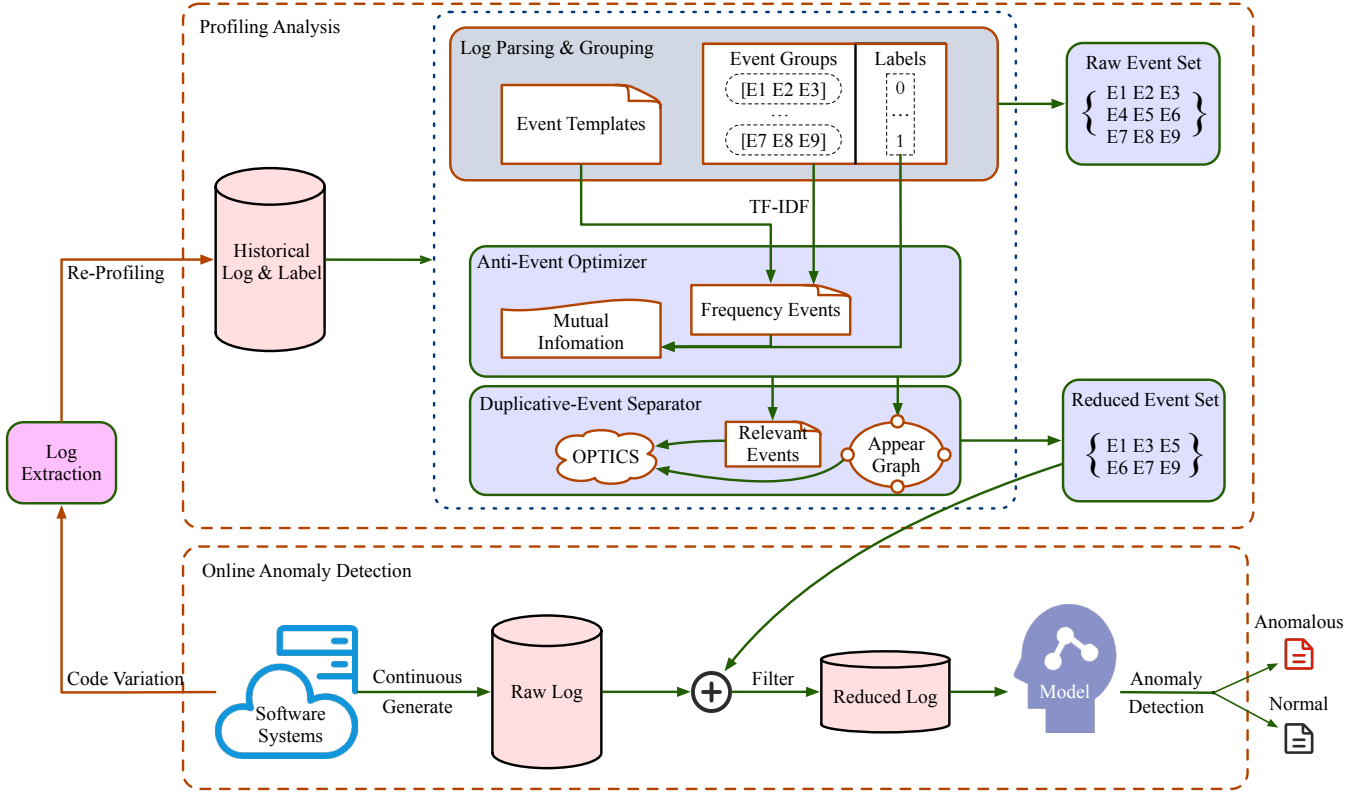 Profiling Analysis
Log Parsing & Grouping
Event Templates
Event Groups
[E1 E2 E3]
...
[E7 E8 E9]
Labels
0
...
1
Raw Event Set
{ E1 E2 E3
E4 E5 E6
E7 E8 E9 }
TF-IDF
Historical
Log & Label
Re-Profiling
Anti-Event Optimizer
Frequency Events
Mutual
Infomation
Duplicative-Event Separator
OPTICS
Relevant
Events
Appear
Graph
Reduced Event Set
{ E1 E3 E5
E6 E7 E9 }
Log
Extraction
Online Anomaly Detection
Code Variation
Software
Systems
Continuous
Generate
Raw Log
Filter
Reduced Log
Model
Anomaly
Detection
Anomalous
Normal